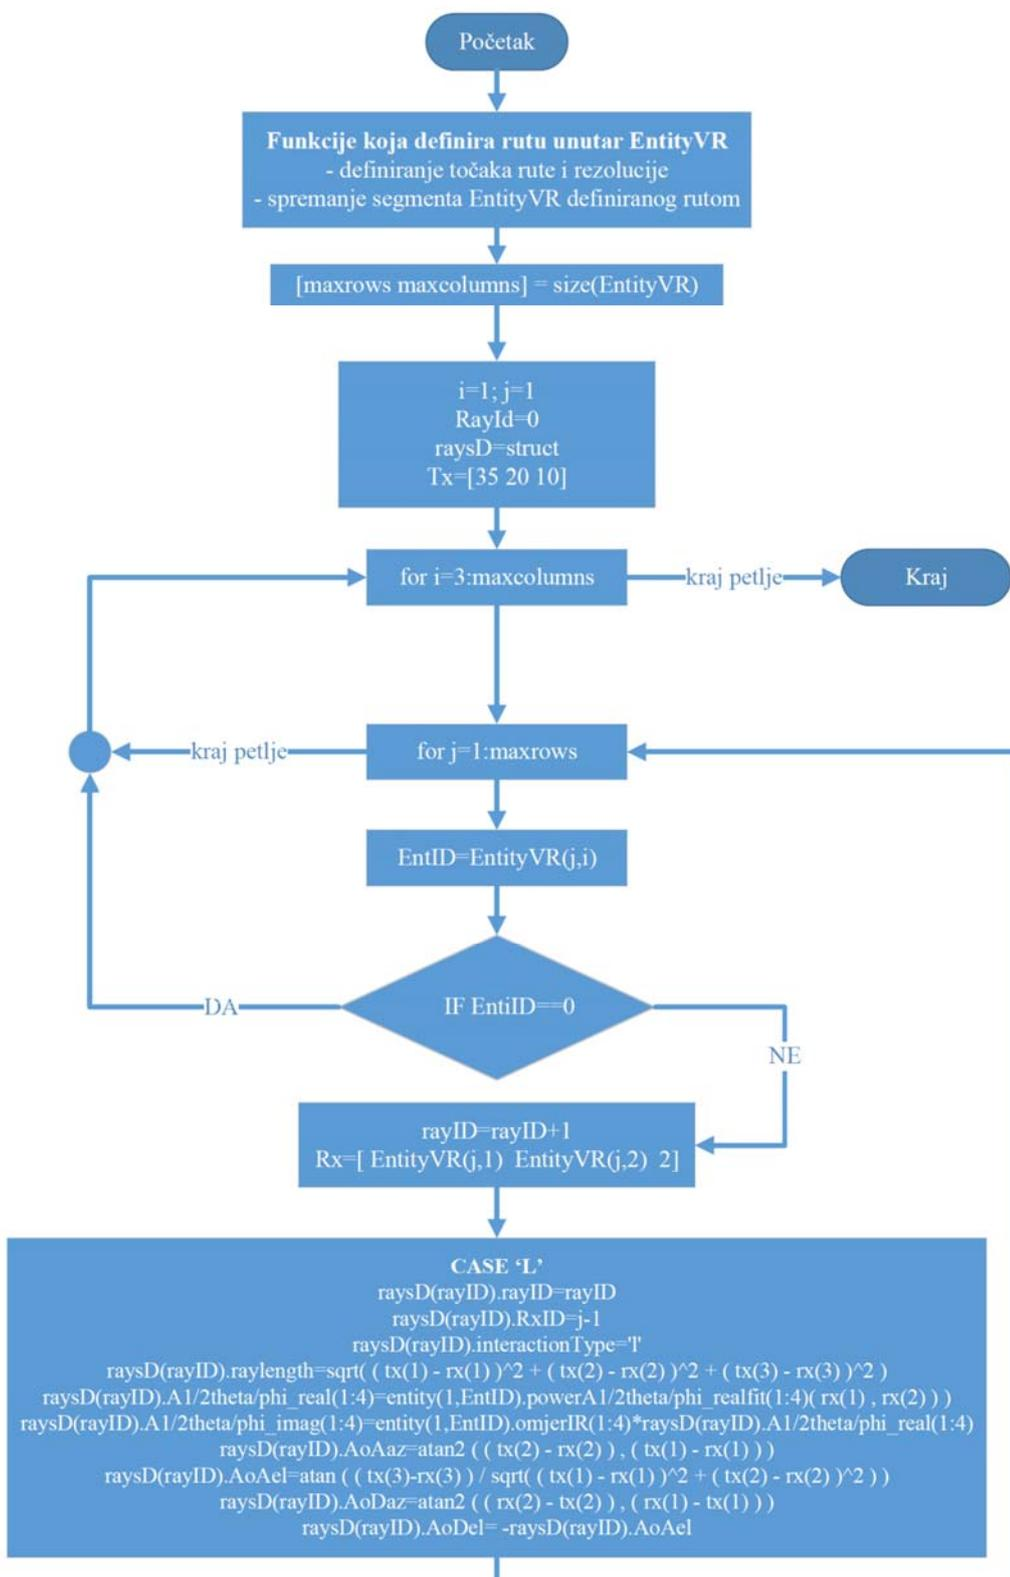 Početak
Funkcije koja definira rutu unutar EntityVR
- definiranje točaka rute i rezolucije
- spremanje segmenta EntityVR definiranog rutom
[maxrows maxcolumns] = size(EntityVR)
i=1; j=1
RayId=0
raysD=struct
Tx=[35 20 10]
for i=3:maxcolumns
kraj petlje
Kraj
kraj petlje
for j=1:maxrows
EntID=EntityVR(j,i)
DA
IF EntiID==0
NE
rayID=rayID+1
Rx=[ EntityVR(j,1) EntityVR(j,2) 2]
CASE ‘L’
raysD(rayID).rayID=rayID
raysD(rayID).RxID=j-1
raysD(rayID).interactionType='l'
raysD(rayID).raylength=sqrt( ( tx(1) - rx(1) )^2 + ( tx(2) - rx(2) )^2 + ( tx(3) - rx(3) )^2 )
raysD(rayID).A1/2theta/phi_real(1:4)=entity(1,EntID).powerA1/2theta/phi_realfit(1:4)( rx(1) , rx(2) ) )
raysD(rayID).A1/2theta/phi_imag(1:4)=entity(1,EntID).omjerIR(1:4)*raysD(rayID).A1/2theta/phi_real(1:4)
raysD(rayID).AoAaz=atan2 ( ( tx(2) - rx(2) ) , ( tx(1) - rx(1) ) )
raysD(rayID).AoAel=atan ( ( tx(3)-rx(3) ) / sqrt( ( tx(1) - rx(1) )^2 + ( tx(2) - rx(2) )^2 ) )
raysD(rayID).AoDaz=atan2 ( ( rx(2) - tx(2) ) , ( rx(1) - tx(1) ) )
raysD(rayID).AoDel= -raysD(rayID).AoAel